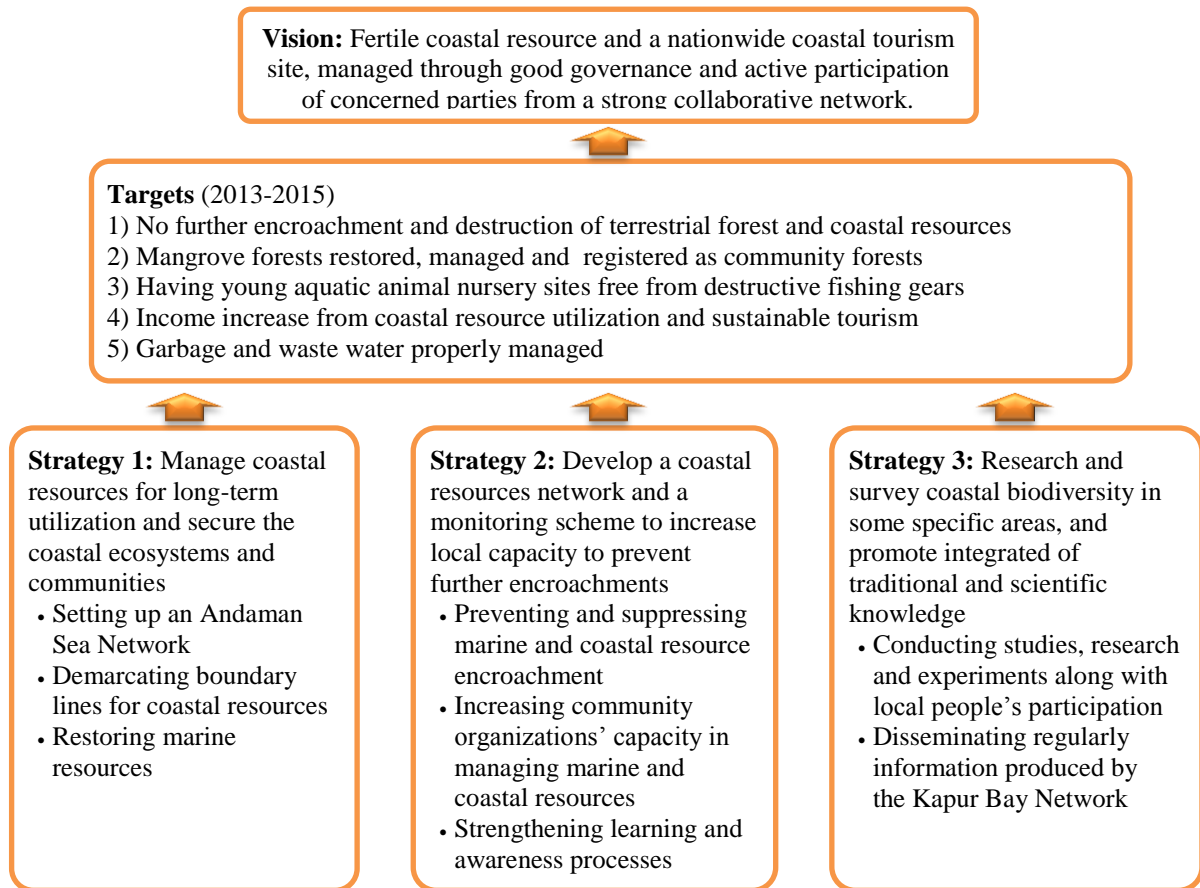 Vision: Fertile coastal resource and a nationwide coastal tourism
site, managed through good governance and active participation
of concerned parties from a strong collaborative network.
Targets (2013-2015)
1) No further encroachment and destruction of terrestrial forest and coastal resources
2) Mangrove forests restored, managed and registered as community forests
3) Having young aquatic animal nursery sites free from destructive fishing gears
4) Income increase from coastal resource utilization and sustainable tourism
5) Garbage and waste water properly managed
Strategy 1: Manage coastal
resources for long-term
utilization and secure the
coastal ecosystems and
communities
• Setting up an Andaman
Sea Network
• Demarcating boundary
lines for coastal resources
• Restoring marine
resources
Strategy 2: Develop a coastal
resources network and a
monitoring scheme to increase
local capacity to prevent
further encroachments
• Preventing and suppressing
marine and coastal resource
encroachment
• Increasing community
organizations’ capacity in
managing marine and
coastal resources
• Strengthening learning and
awareness processes
Strategy 3: Research and
survey coastal biodiversity in
some specific areas, and
promote integrated of
traditional and scientific
knowledge
• Conducting studies, research
and experiments along with
local people’s participation
• Disseminating regularly
information produced by
the Kapur Bay Network